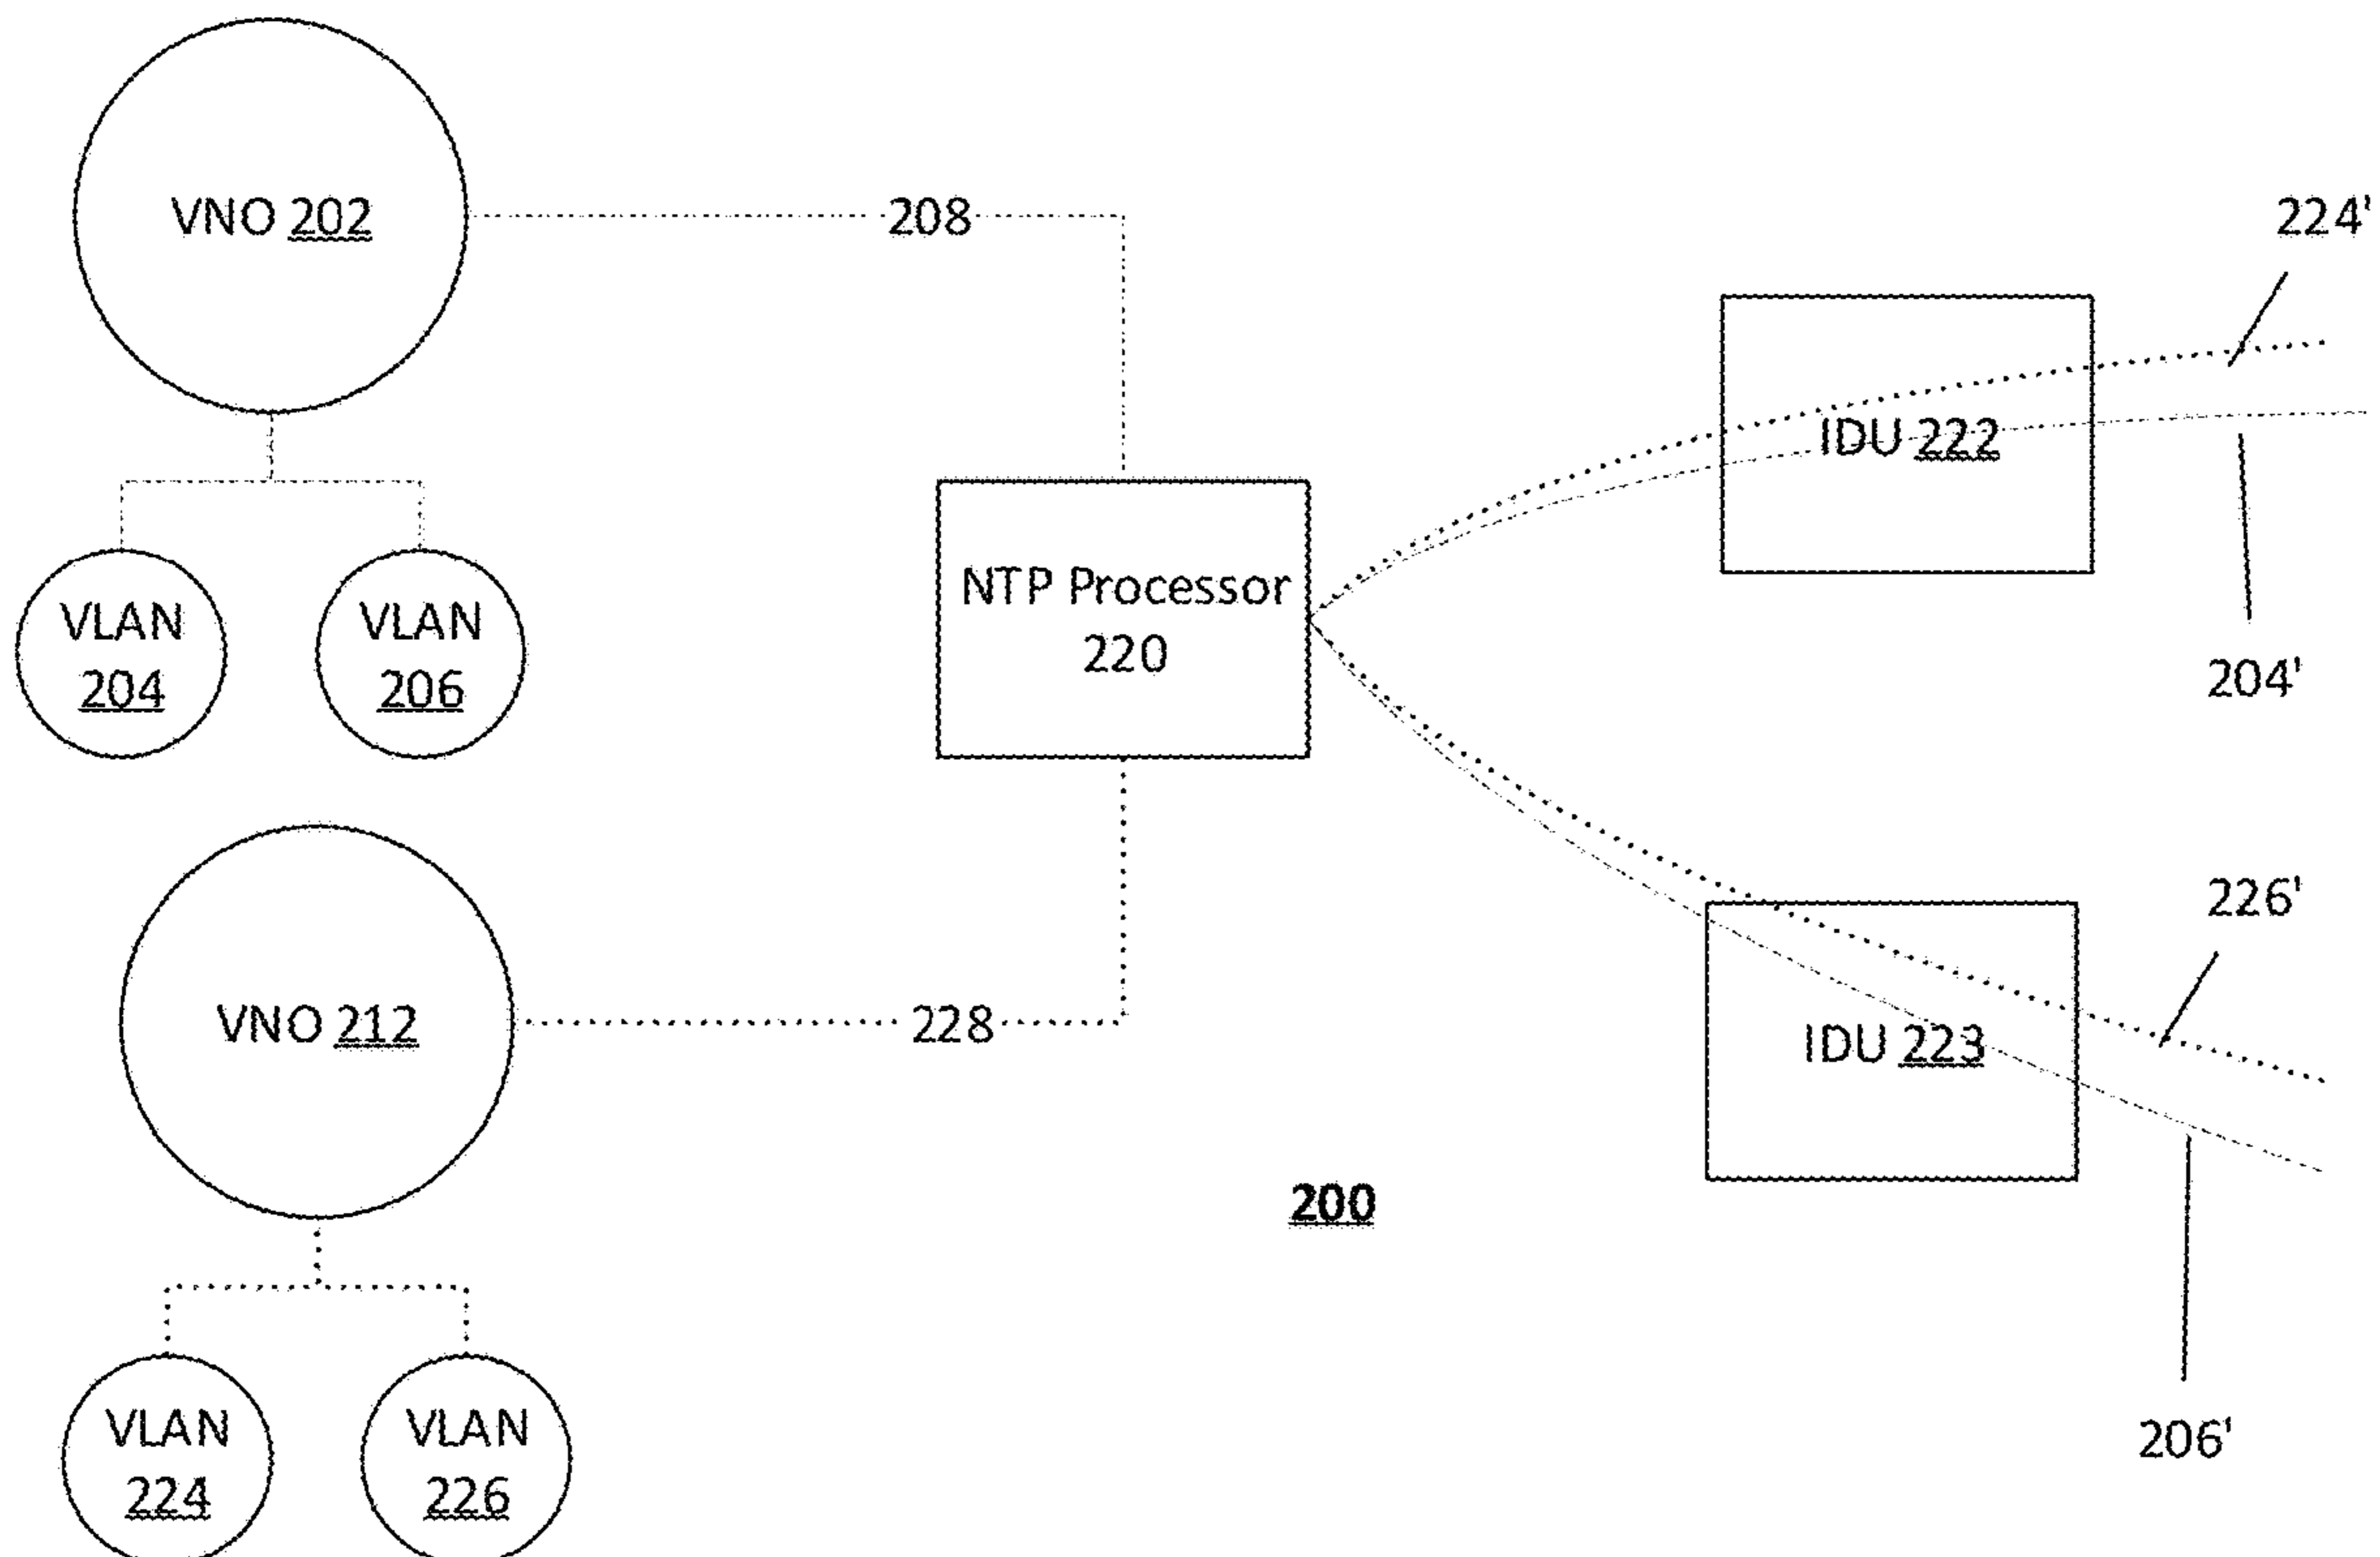 VNO 202
208
224'
IDU 222
VLAN
204
VLAN
206
NTP Processor
220
204'
226'
VNO 212
228
IDU 223
200
VLAN
224
VLAN
226
206'